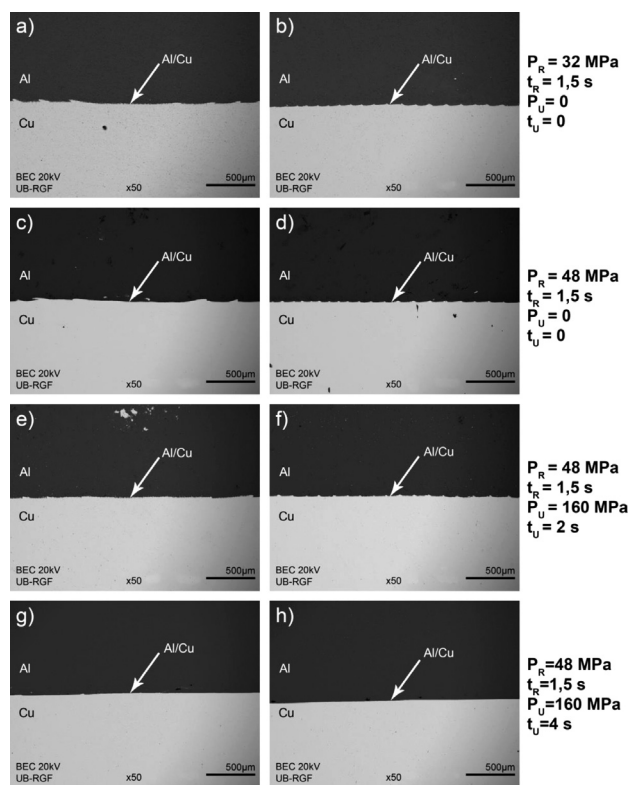 a)
Al/Cu
Al
Cu
BEC 20kV
UB-RGF
x50
500µm
b)
Al/Cu
Al
Cu
BEC 20kV
UB-RGF
x50
500µm
P_R = 32 MPa
t_R = 1,5 s
P_U = 0
t_U = 0
c)
Al/Cu
Al
Cu
BEC 20kV
UB-RGF
x50
500µm
d)
Al/Cu
Al
Cu
BEC 20kV
UB-RGF
x50
500µm
P_R = 48 MPa
t_R = 1,5 s
P_U = 0
t_U = 0
e)
Al/Cu
Al
Cu
BEC 20kV
UB-RGF
x50
500µm
f)
Al/Cu
Al
Cu
BEC 20kV
UB-RGF
x50
500µm
P_R = 48 MPa
t_R = 1,5 s
P_U = 160 MPa
t_U = 2 s
g)
Al/Cu
Al
Cu
BEC 20kV
UB-RGF
x50
500µm
h)
Al/Cu
Al
Cu
BEC 20kV
UB-RGF
x50
500µm
P_R=48 MPa
t_R=1,5 s
P_U=160 MPa
t_U=4 s